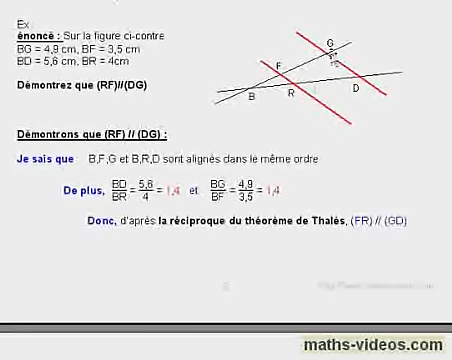 Ex
énoncé : Sur la figure ci-contre
BG = 4,9 cm, BF = 3,5 cm
BD = 5,6 cm, BR = 4cm
Démontrez que (RF)//(DG)
G
F
B
R
D
Démontrons que (RF) // (DG) :
Je sais que B,F,G et B,R,D sont alignés dans le même ordre
De plus, BD/BR = 5,6/4 = 1,4 et BG/BF = 4,9/3,5 = 1,4
Donc, d'après la réciproque du théorème de Thalès, (FR) // (GD)
maths-videos.com